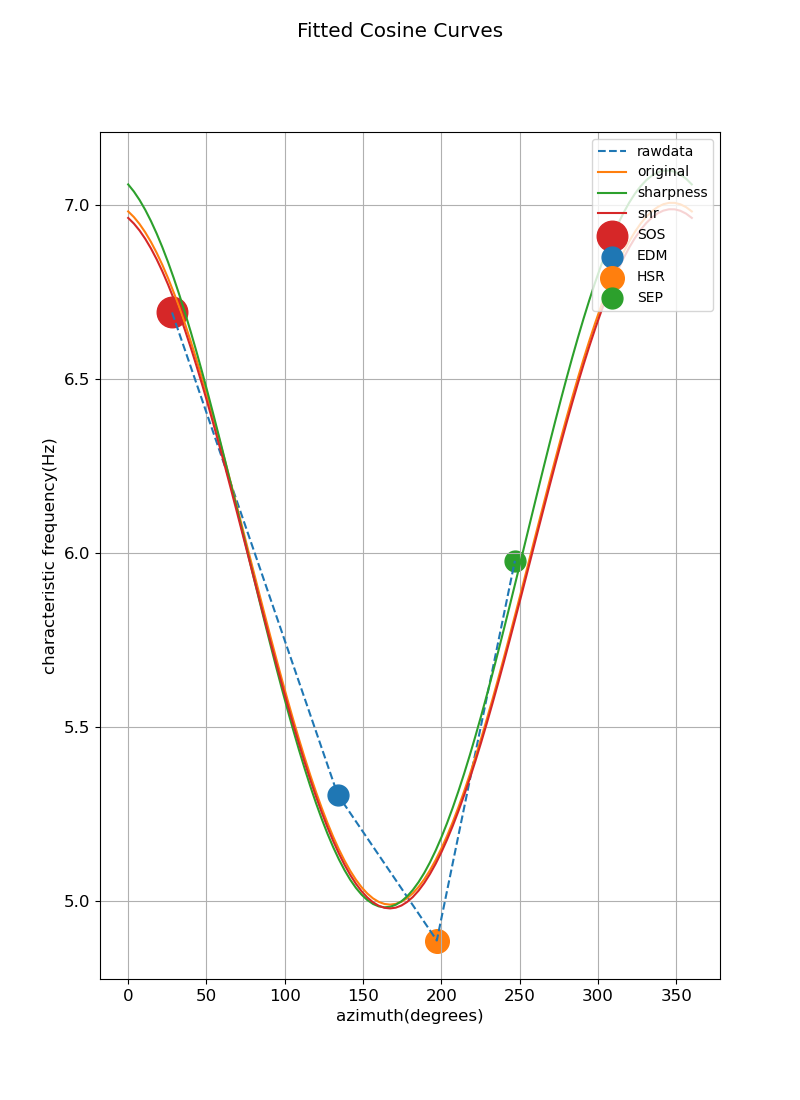 Fitted Cosine Curves
rawdata
original
sharpness
snr
SOS
EDM
HSR
SEP
7.0
6.5
6.0
5.5
5.0
characteristic frequency(Hz)
0 50 100 150 200 250 300 350
azimuth(degrees)